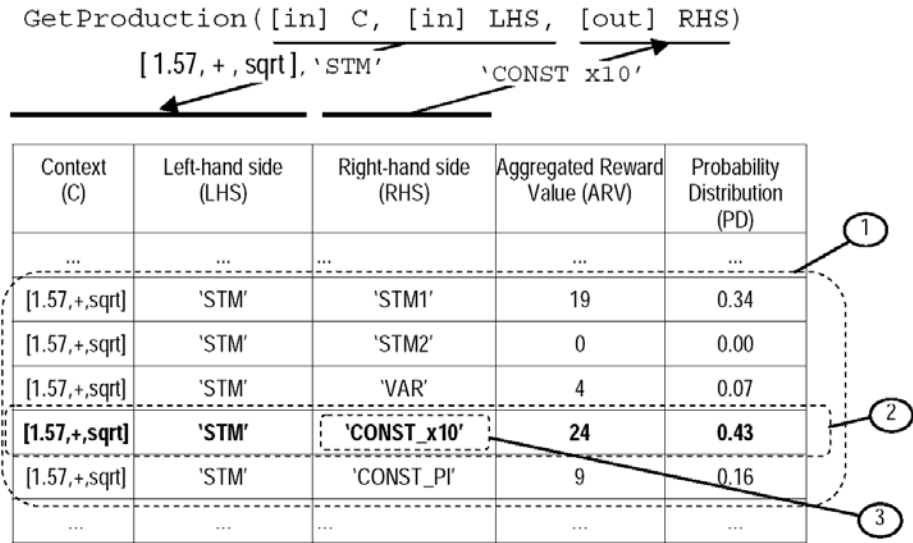 GetProduction([in] C, [in] LHS, [out] RHS)
[1.57, + , sqrt], ‛STM’ ‛CONST x10’
Context (C) Left-hand side (LHS) Right-hand side (RHS) Aggregated Reward Value (ARV) Probability Distribution (PD)
... ... ... ... ...
[1.57,+,sqrt] ‛STM’ ‛STM1’ 19 0.34
[1.57,+,sqrt] ‛STM’ ‛STM2’ 0 0.00
[1.57,+,sqrt] ‛STM’ ‛VAR’ 4 0.07
[1.57,+,sqrt] ‛STM’ ‛CONST_x10’ 24 0.43
[1.57,+,sqrt] ‛STM’ ‛CONST_PI’ 9 0.16
... ... ... ... ...
1
2
3